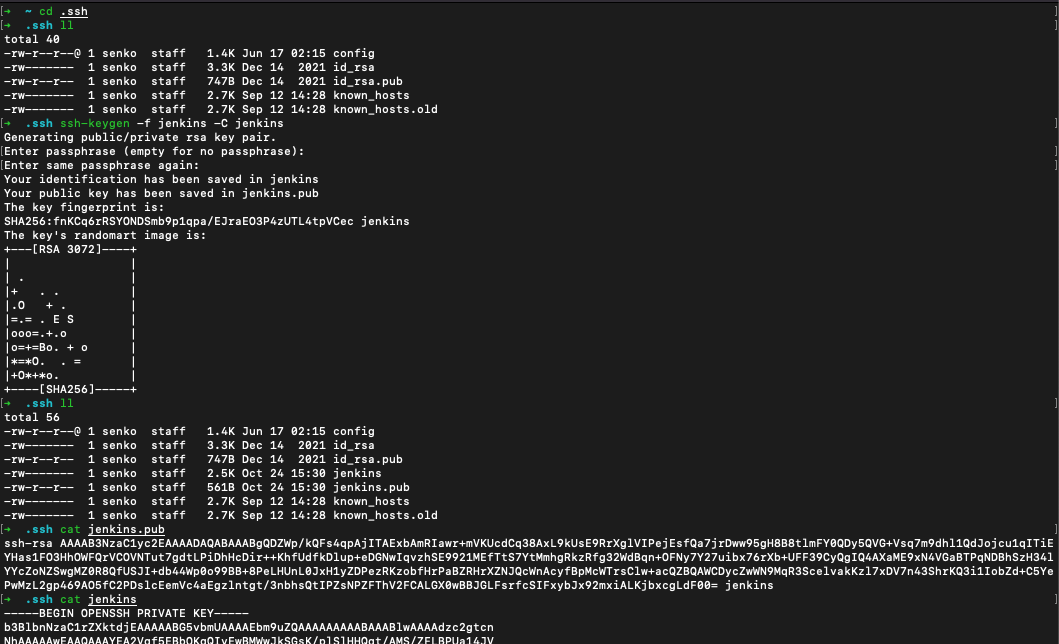 [→ ~ cd .ssh ]
[→ .ssh ll ]
total 40
-rw-r--r--@ 1 senko  staff   1.4K Jun 17 02:15 config
-rw-------  1 senko  staff   3.3K Dec 14  2021 id_rsa
-rw-r--r--  1 senko  staff   747B Dec 14  2021 id_rsa.pub
-rw-------  1 senko  staff   2.7K Sep 12 14:28 known_hosts
-rw-------  1 senko  staff   2.7K Sep 12 14:28 known_hosts.old
[→ .ssh ssh-keygen -f jenkins -C jenkins ]
Generating public/private rsa key pair.
[Enter passphrase (empty for no passphrase): ]
[Enter same passphrase again: ]
Your identification has been saved in jenkins
Your public key has been saved in jenkins.pub
The key fingerprint is:
SHA256:fnKCq6rRSYONDSmb9p1qpa/EJraEO3P4zUTL4tpVCec jenkins
The key's randomart image is:
+---[RSA 3072]----+
|                 |
| .               |
|+   . .          |
|.O   + .         |
|=.= . E S        |
|ooo=.+.o         |
|o=+=Bo. + o      |
|*=*O.  . =       |
|+O*+*o.          |
+----[SHA256]-----+
[→ .ssh ll ]
total 56
-rw-r--r--@ 1 senko  staff   1.4K Jun 17 02:15 config
-rw-------  1 senko  staff   3.3K Dec 14  2021 id_rsa
-rw-r--r--  1 senko  staff   747B Dec 14  2021 id_rsa.pub
-rw-------  1 senko  staff   2.5K Oct 24 15:30 jenkins
-rw-r--r--  1 senko  staff   561B Oct 24 15:30 jenkins.pub
-rw-------  1 senko  staff   2.7K Sep 12 14:28 known_hosts
-rw-------  1 senko  staff   2.7K Sep 12 14:28 known_hosts.old
[→ .ssh cat jenkins.pub ]
ssh-rsa AAAAB3NzaC1yc2EAAAADAQABAAABgQDZWp/kQFs4qpAjITAExbAmRIawr+mVKUcdCq38AxL9kUsE9RrXglVIPejEsfQa7jrDww95gH8B8tlmFY0QDy5QVG+Vsq7m9dhl1QdJojcu1qITiE
YHas1FO3HhOWFQrVCOVNTut7gdtLPiDhHcDir++KhfUdfkDlup+eDGNwIqvzhSE9921MEfTtS7YtMmhgRkzRfg32WdBqn+OFNy7Y27uibx76rXb+UFF39CyQgIQ4AXaME9xN4VGaBTPqNDBhSzH34l
YYcZoNZSwgMZ0R8QfUSJI+db44Wp0o99BB+8PeLHUnL0JxH1yZDPezRKzobfHrPaBZRHrXZNJQcWnAcyfBpMcWTrsClw+acQZBQAWCDycZwWN9MqR3ScelvakKzl7xDV7n43ShrKQ3i1IobZd+C5Ye
PwMzL2gp469AO5fC2PDslcEemVc4aEgzlntgt/3nbhsQtIPZsNPZFThV2FCALGX0wBBJGLFsrfcSIFxybJx92mxiALKjbxcgLdF00= jenkins
[→ .ssh cat jenkins ]
-----BEGIN OPENSSH PRIVATE KEY-----
b3BlbnNzaC1rZXktdjEAAAAABG5vbmUAAAAEbm9uZQAAAAAAAAABAAABlwAAAAdzc2gtcn